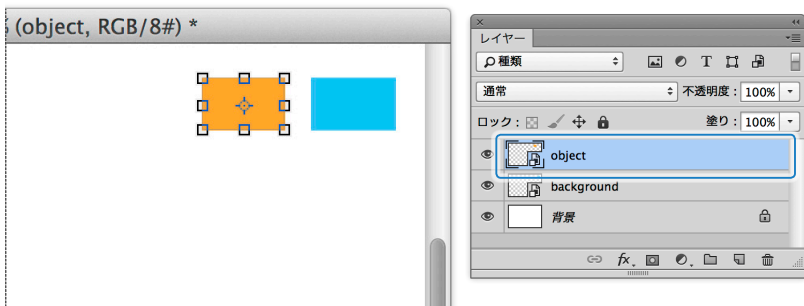 (object, RGB/8#) *
レイヤー
種類
T
通常
不透明度: 100%
ロック:
塗り: 100%
object
background
背景
fx